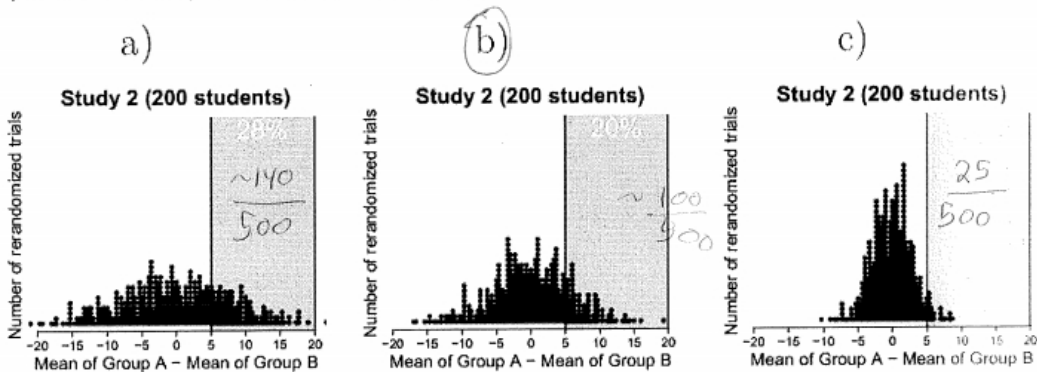 a)
b)
c)
Study 2 (200 students)
Study 2 (200 students)
Study 2 (200 students)
Number of rerandomized trials
28%
~140
500
−20 −15 −10 −5 0 5 10 15 20
Mean of Group A − Mean of Group B
Number of rerandomized trials
20%
~100
500
−20 −15 −10 −5 0 5 10 15 20
Mean of Group A − Mean of Group B
Number of rerandomized trials
25
500
−20 −15 −10 −5 0 5 10 15 20
Mean of Group A − Mean of Group B